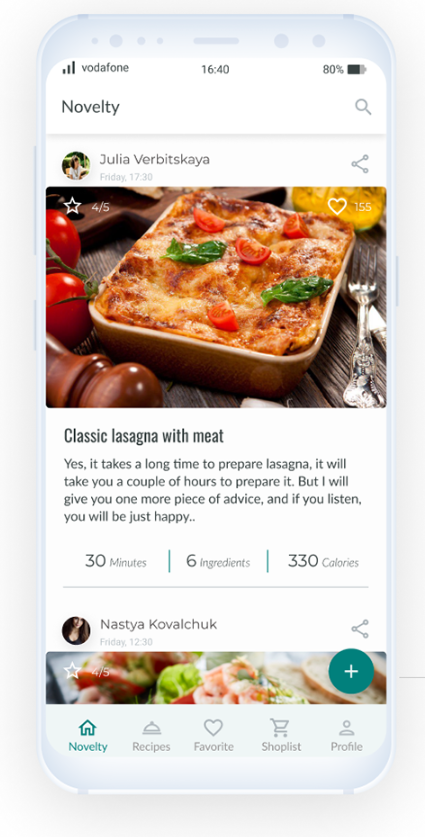 vodafone 16:40 80%
Novelty
Julia Verbitskaya
Friday, 17:30
4/5 155
Classic lasagna with meat
Yes, it takes a long time to prepare lasagna, it will
take you a couple of hours to prepare it. But I will
give you one more piece of advice, and if you listen,
you will be just happy..
30 Minutes 6 Ingredients 330 Calories
Nastya Kovalchuk
Friday, 12:30
4/5
+
Novelty Recipes Favorite Shoplist Profile